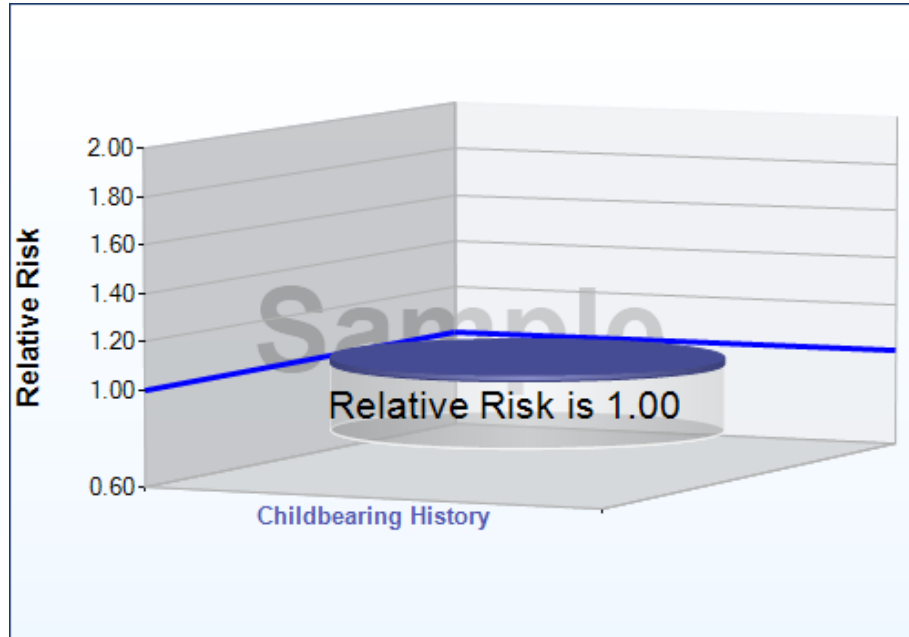 2.00
1.80
1.60
1.40
1.20
1.00
0.60
Relative Risk
Sample
Relative Risk is 1.00
Childbearing History